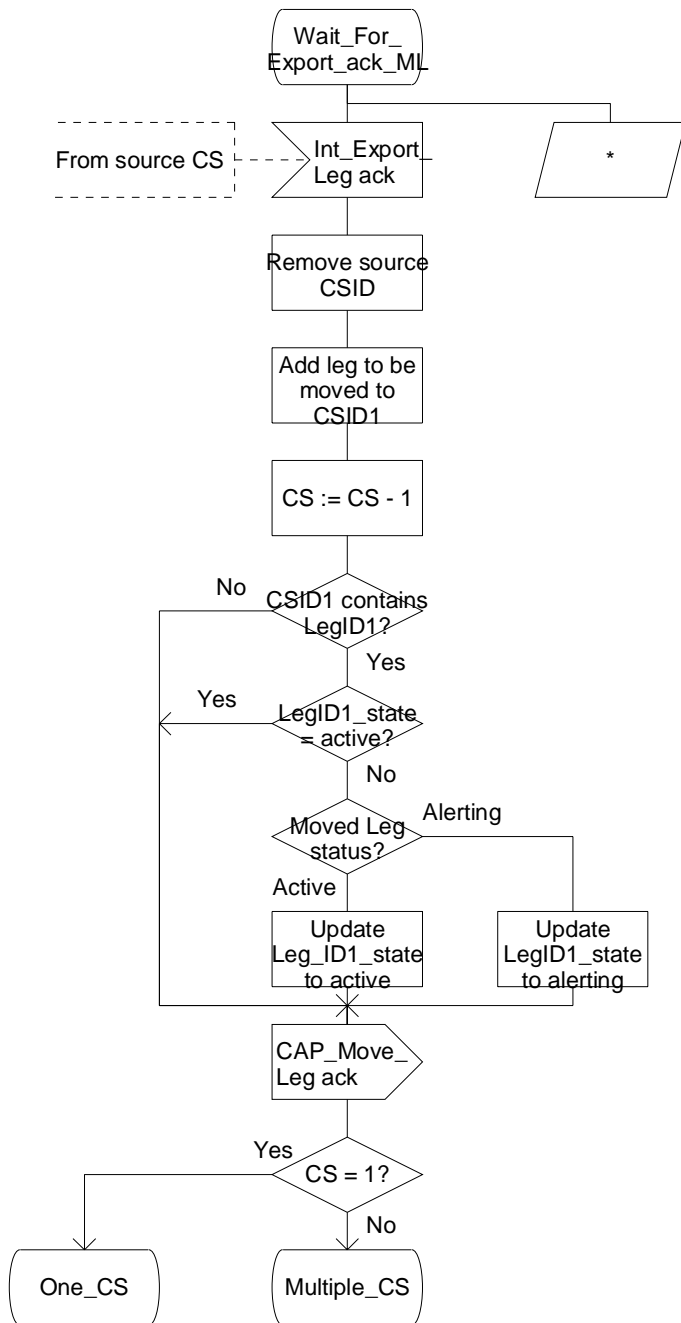 Wait_For_
Export_ack_ML
From source CS
Int_Export_
Leg ack
*
Remove source
CSID
Add leg to be
moved to
CSID1
CS := CS - 1
No
CSID1 contains
LegID1?
Yes
Yes
LegID1_state
= active?
No
Moved Leg
status?
Alerting
Active
Update
Leg_ID1_state
to active
Update
LegID1_state
to alerting
CAP_Move_
Leg ack
Yes
CS = 1?
No
One_CS
Multiple_CS